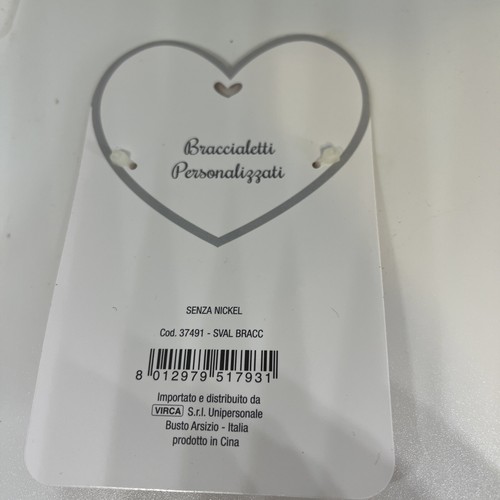 Braccialetti
Personalizzati
SENZA NICKEL
Cod. 37491 - SVAL BRACC
8 012979 517931
Importato e distribuito da
VIRCA S.r.l. Unipersonale
Busto Arsizio - Italia
prodotto in Cina